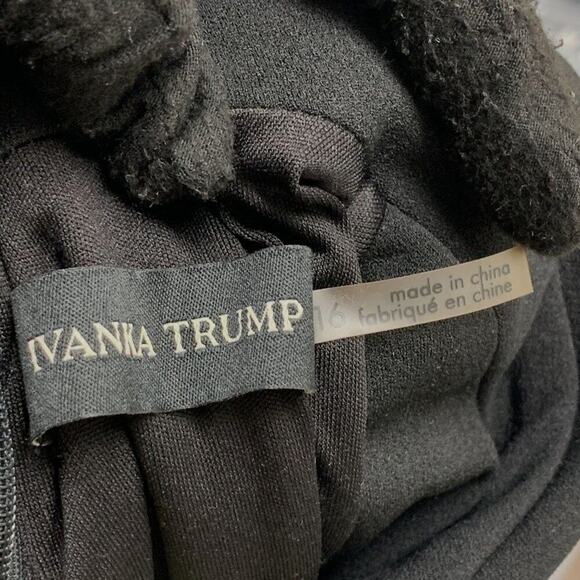 IVANKA TRUMP
16
made in china
fabriqué en chine